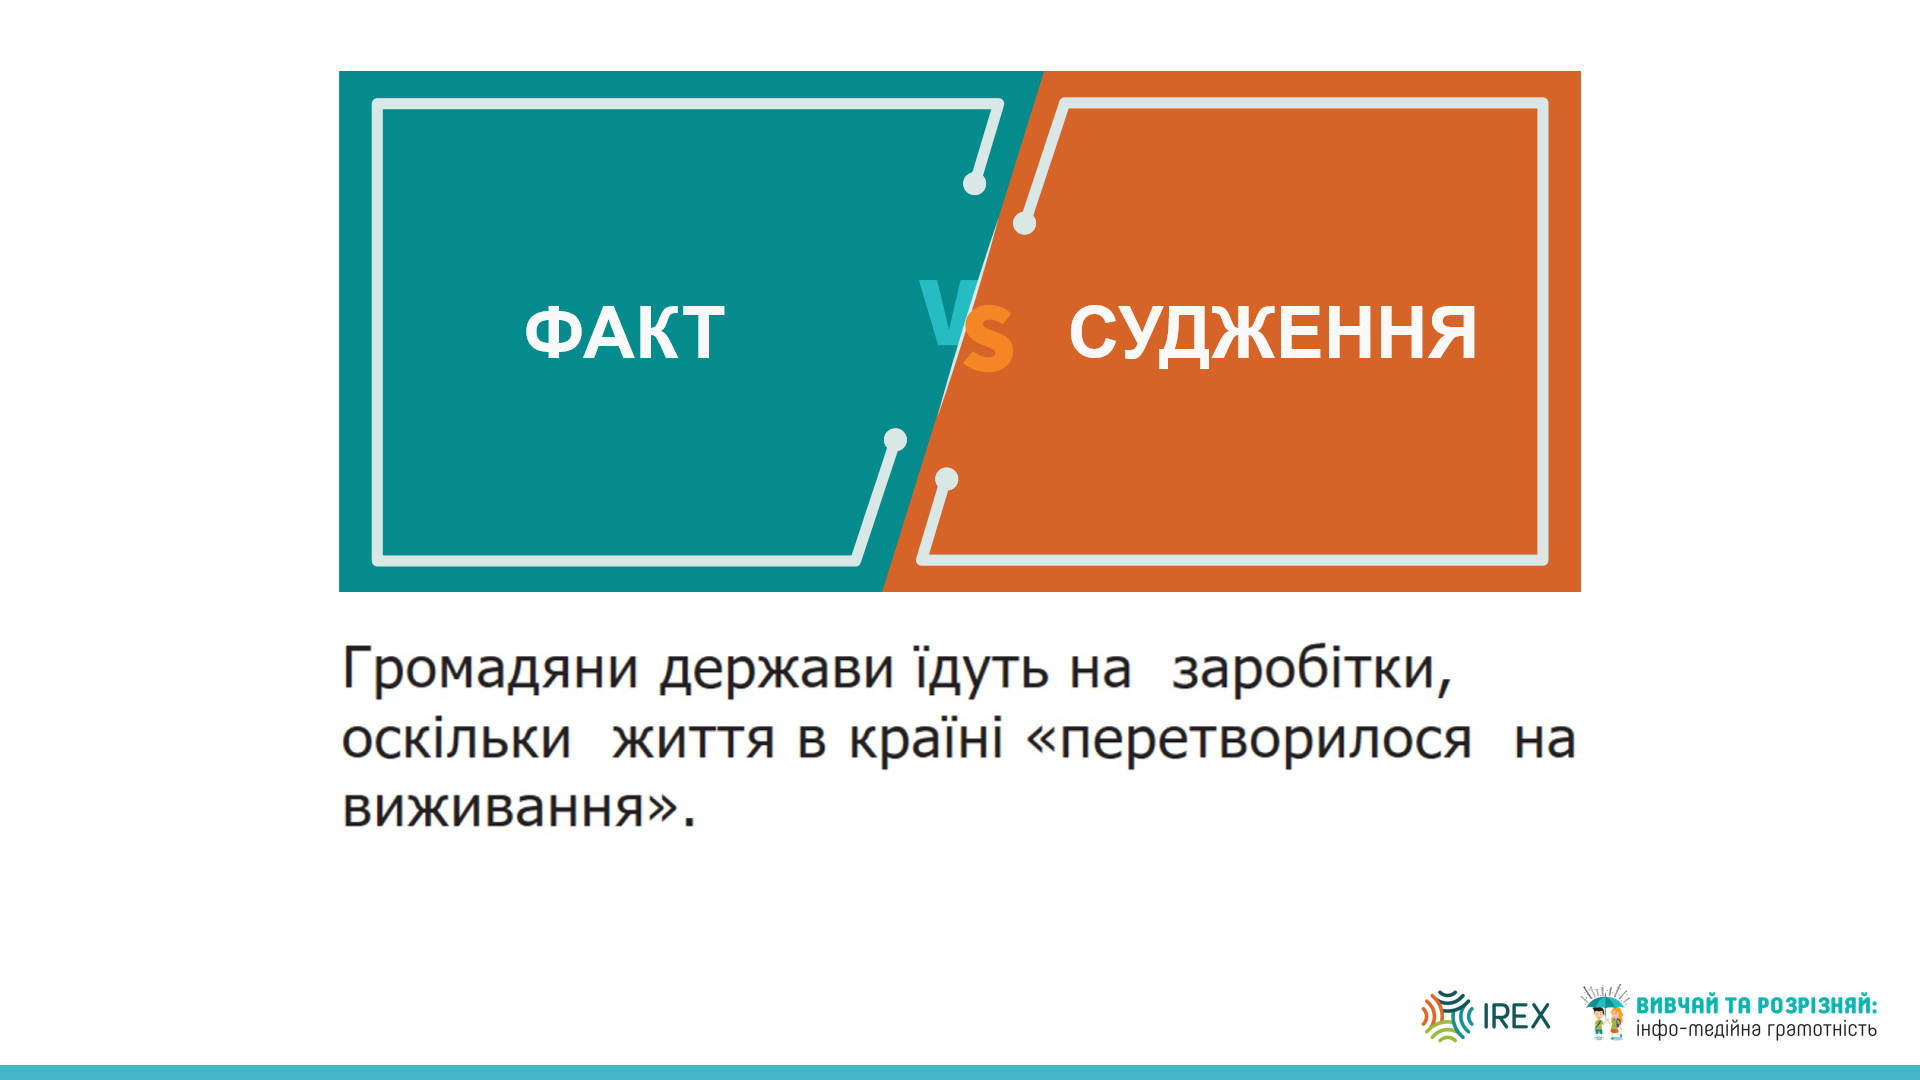 ФАКТ
VS
СУДЖЕННЯ
Громадяни держави їдуть на заробітки,
оскільки життя в країні «перетворилося на
виживання».
IREX
ВИВЧАЙ ТА РОЗРІЗНЯЙ:
інфо-медійна грамотність